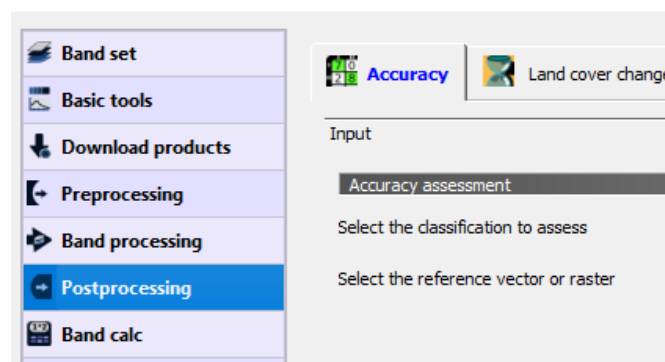 Band set
Basic tools
Download products
Preprocessing
Band processing
Postprocessing
Band calc
Accuracy
Land cover change
Input
Accuracy assessment
Select the classification to assess
Select the reference vector or raster